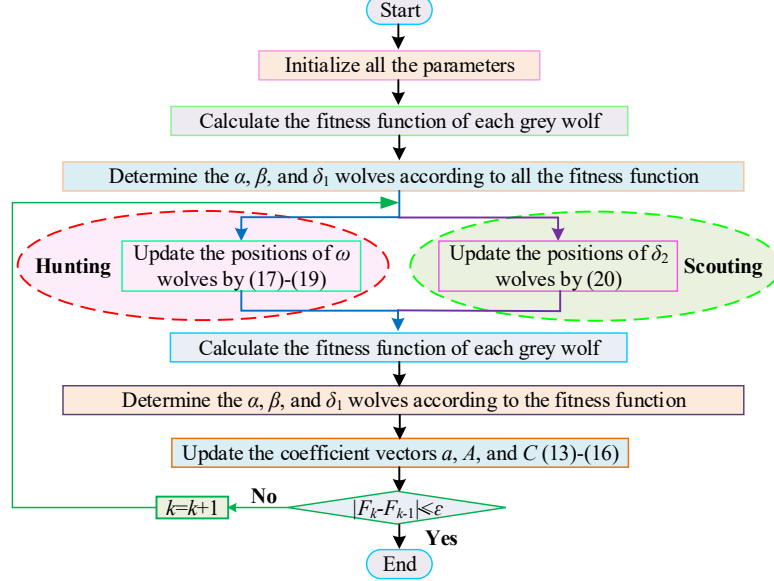 Start
Initialize all the parameters
Calculate the fitness function of each grey wolf
Determine the α, β, and δ₁ wolves according to all the fitness function
Hunting
Update the positions of ω
wolves by (17)-(19)
Update the positions of δ₂
wolves by (20)
Scouting
Calculate the fitness function of each grey wolf
Determine the α, β, and δ₁ wolves according to the fitness function
Update the coefficient vectors a, A, and C (13)-(16)
k=k+1
No
|Fₖ-Fₖ₋₁|⩽ε
Yes
End